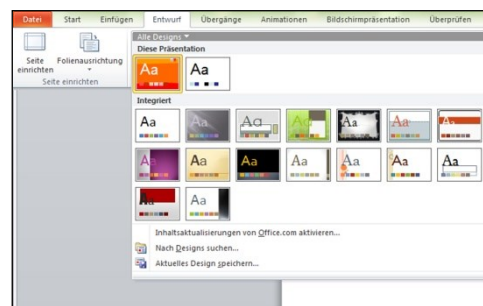 Datei Start Einfügen Entwurf Übergänge Animationen Bildschirmpräsentation Überprüfen
Alle Designs
Diese Präsentation
Seite einrichten
Folienausrichtung
Seite einrichten
Aa Aa
Integriert
Aa Aa Aa Aa Aa Aa Aa
Aa Aa Aa Aa Aa Aa Aa
Aa Aa
Inhaltsaktualisierungen von Office.com aktivieren...
Nach Designs suchen...
Aktuelles Design speichern...